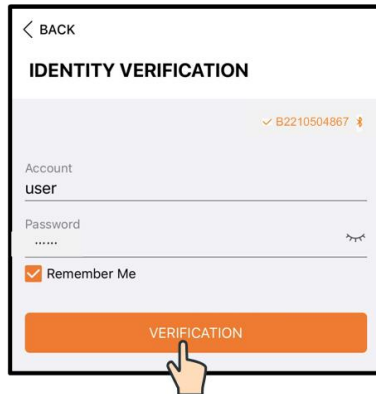 BACK
IDENTITY VERIFICATION
B2210504867
Account
user
Password
......
Remember Me
VERIFICATION